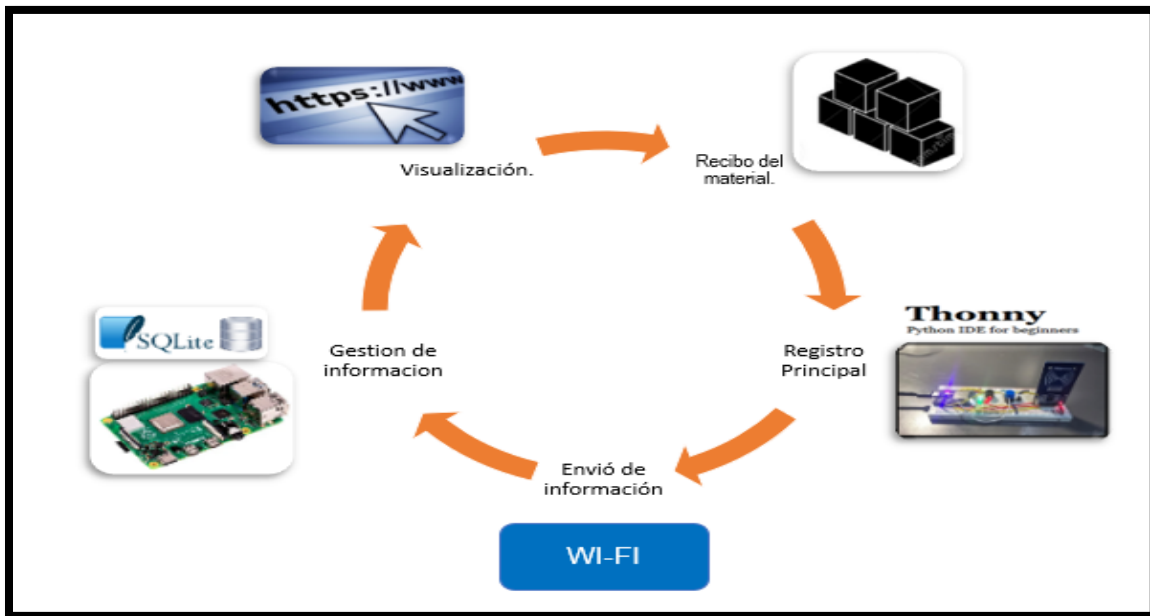 https://www
Visualización.
Recibo del
material.
Thonny
Python IDE for beginners
Registro
Principal
Envió de
información
WI-FI
SQLite
Gestion de
informacion